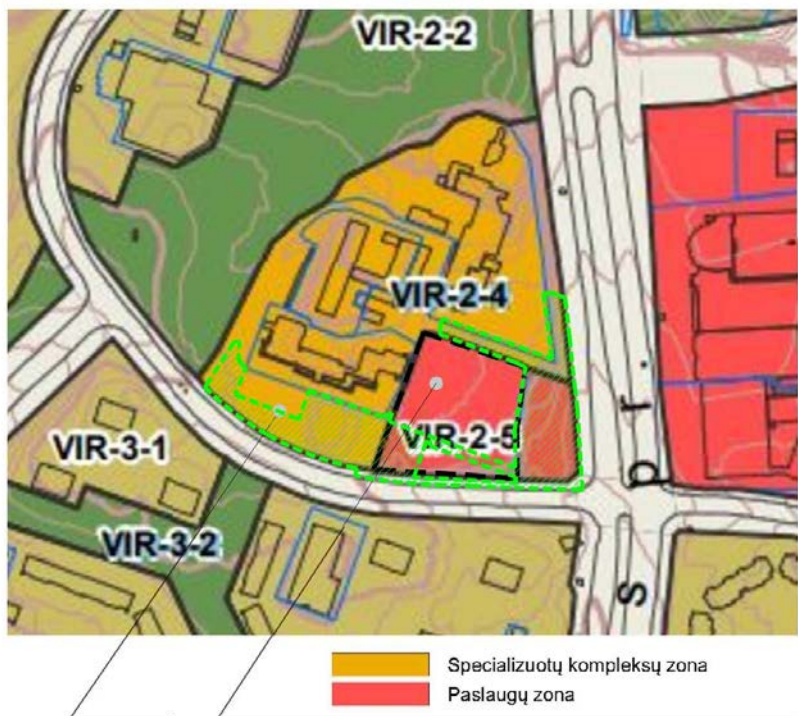 VIR-2-2
VIR-2-4
VIR-2-5
VIR-3-1
VIR-3-2
s p r
Specializuotų kompleksų zona
Paslaugų zona